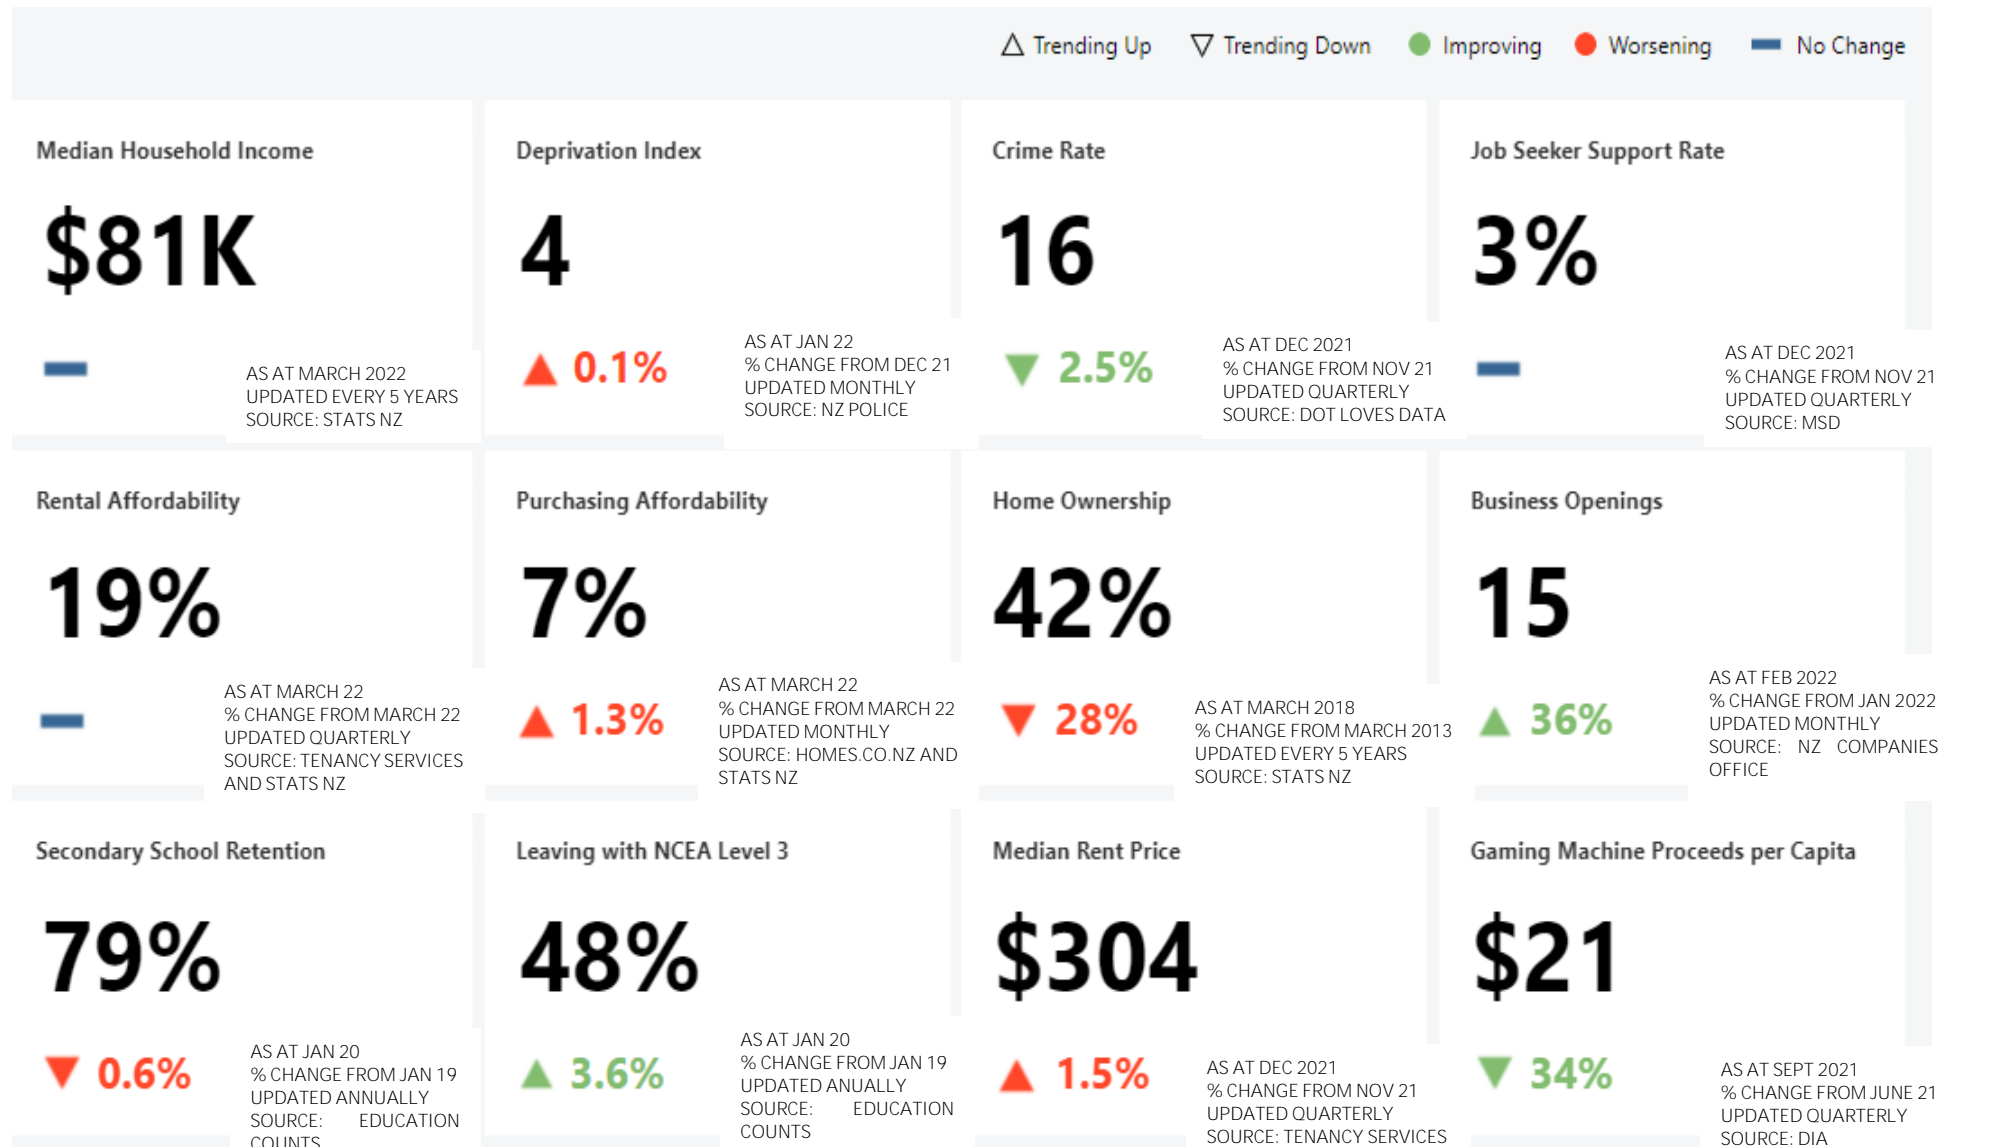 Trending Up Trending Down Improving Worsening No Change
Median Household Income
$81K
AS AT MARCH 2022
UPDATED EVERY 5 YEARS
SOURCE: STATS NZ
Deprivation Index
4
0.1%
AS AT JAN 22
% CHANGE FROM DEC 21
UPDATED MONTHLY
SOURCE: NZ POLICE
Crime Rate
16
2.5%
AS AT DEC 2021
% CHANGE FROM NOV 21
UPDATED QUARTERLY
SOURCE: DOT LOVES DATA
Job Seeker Support Rate
3%
AS AT DEC 2021
% CHANGE FROM NOV 21
UPDATED QUARTERLY
SOURCE: MSD
Rental Affordability
19%
AS AT MARCH 22
% CHANGE FROM MARCH 22
UPDATED QUARTERLY
SOURCE: TENANCY SERVICES
AND STATS NZ
Purchasing Affordability
7%
1.3%
AS AT MARCH 22
% CHANGE FROM MARCH 22
UPDATED MONTHLY
SOURCE: HOMES.CO.NZ AND
STATS NZ
Home Ownership
42%
28%
AS AT MARCH 2018
% CHANGE FROM MARCH 2013
UPDATED EVERY 5 YEARS
SOURCE: STATS NZ
Business Openings
15
36%
AS AT FEB 2022
% CHANGE FROM JAN 2022
UPDATED MONTHLY
SOURCE: NZ COMPANIES
OFFICE
Secondary School Retention
79%
0.6%
AS AT JAN 20
% CHANGE FROM JAN 19
UPDATED ANNUALLY
SOURCE: EDUCATION
COUNTS
Leaving with NCEA Level 3
48%
3.6%
AS AT JAN 20
% CHANGE FROM JAN 19
UPDATED ANUALLY
SOURCE: EDUCATION
COUNTS
Median Rent Price
$304
1.5%
AS AT DEC 2021
% CHANGE FROM NOV 21
UPDATED QUARTERLY
SOURCE: TENANCY SERVICES
Gaming Machine Proceeds per Capita
$21
34%
AS AT SEPT 2021
% CHANGE FROM JUNE 21
UPDATED QUARTERLY
SOURCE: DIA